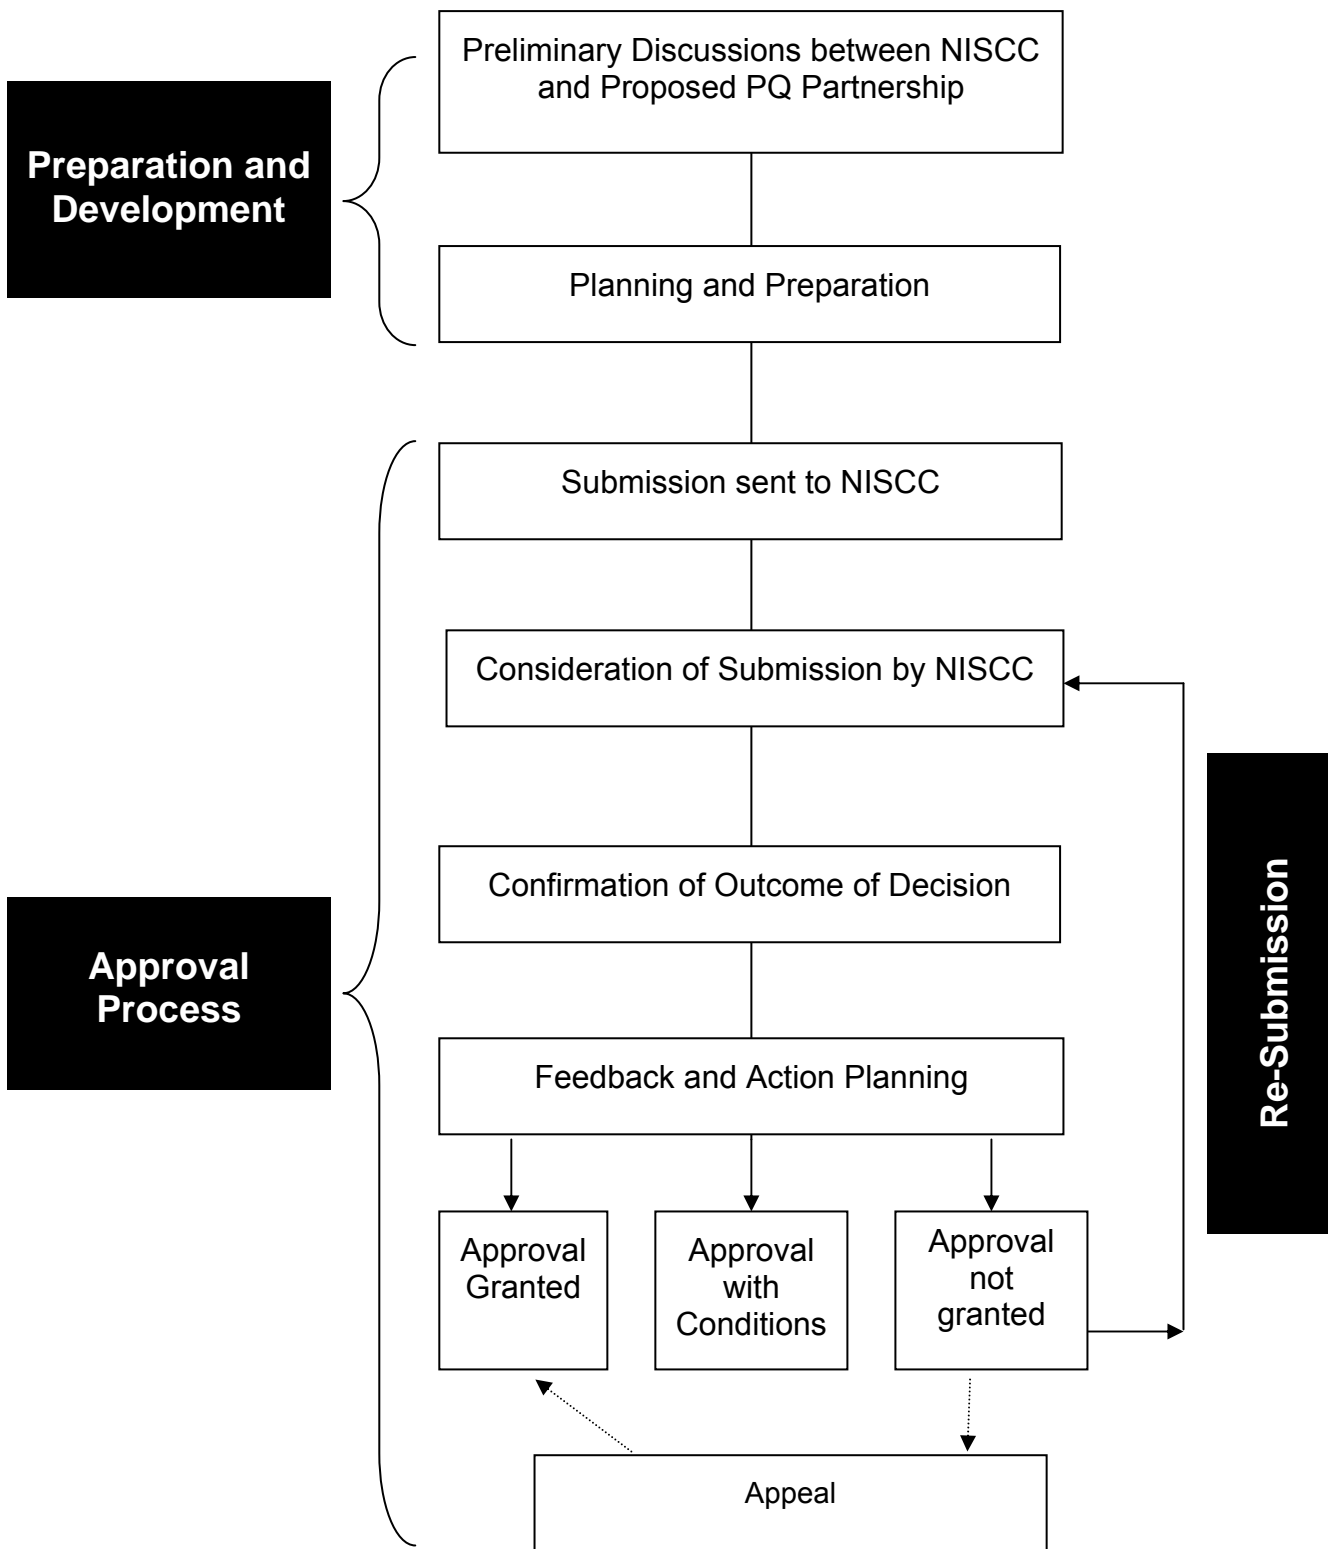 Preliminary Discussions between NISCC
and Proposed PQ Partnership
Preparation and
Development
Planning and Preparation
Submission sent to NISCC
Consideration of Submission by NISCC
Confirmation of Outcome of Decision
Approval
Process
Re-Submission
Feedback and Action Planning
Approval
Granted
Approval
with
Conditions
Approval
not
granted
Appeal